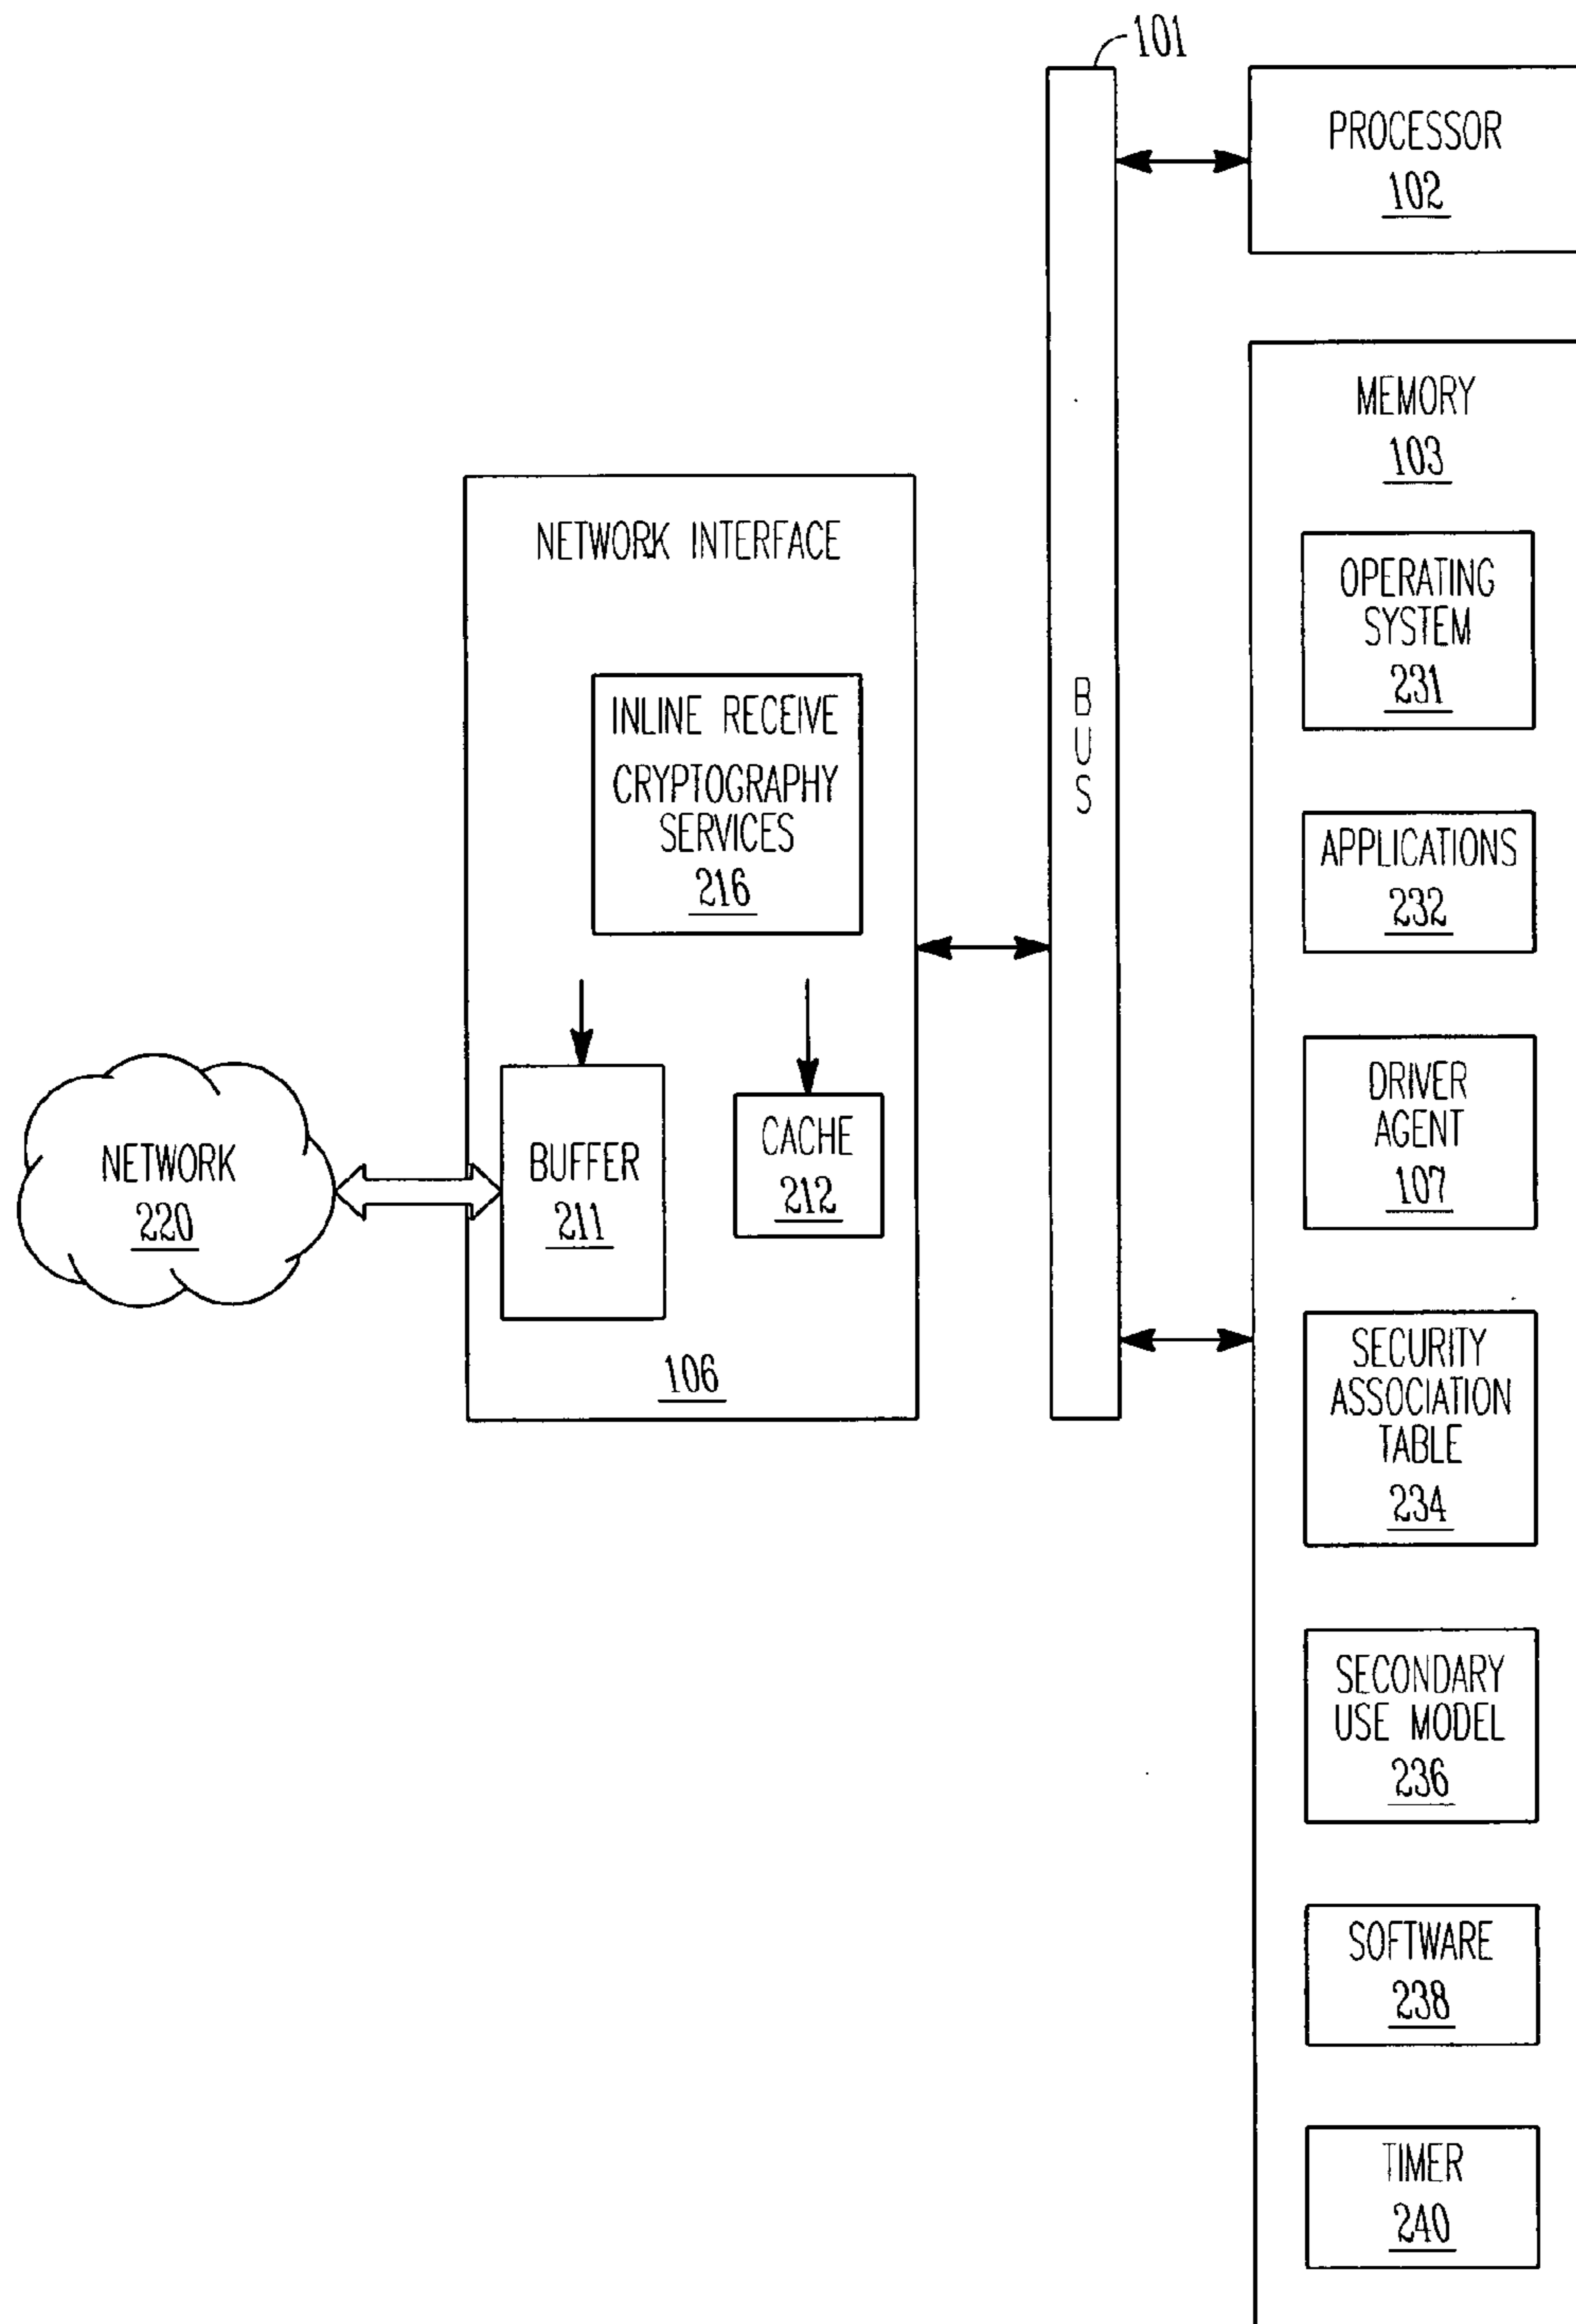 101
PROCESSOR
102
MEMORY
103
NETWORK INTERFACE
OPERATING
SYSTEM
231
INLINE RECEIVE
CRYPTOGRAPHY
SERVICES
216
BUS
APPLICATIONS
232
DRIVER
AGENT
107
NETWORK
220
BUFFER
211
CACHE
212
106
SECURITY
ASSOCIATION
TABLE
234
SECONDARY
USE MODEL
236
SOFTWARE
238
TIMER
240